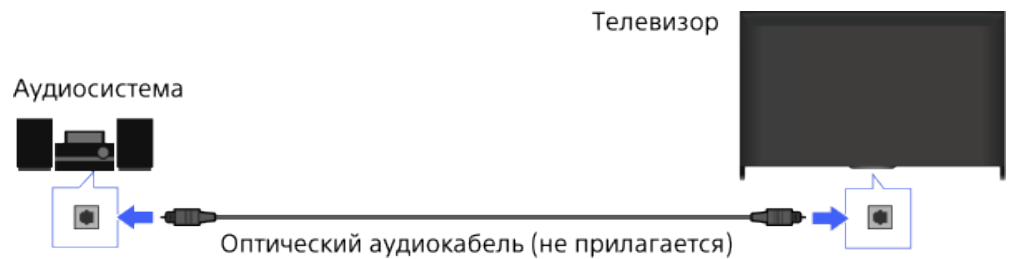 Телевизор
Аудиосистема
Оптический аудиокабель (не прилагается)